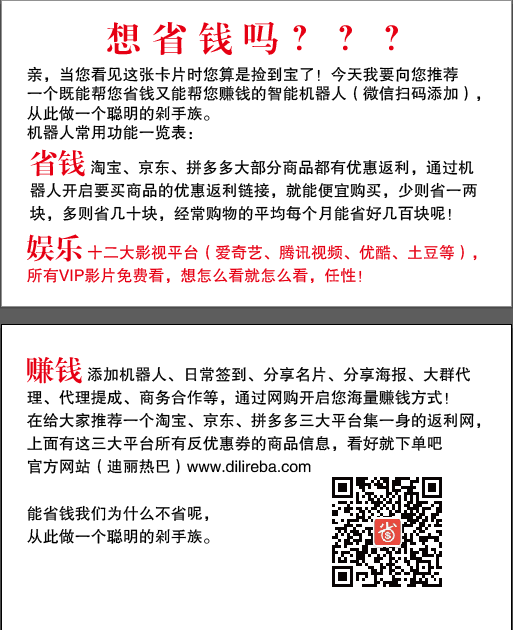 想省钱吗？？？
亲，当您看见这张卡片时您算是捡到宝了！今天我要向您推荐
一个既能帮您省钱又能帮您赚钱的智能机器人（微信扫码添加），
从此做一个聪明的剁手族。
机器人常用功能一览表：
省钱 淘宝、京东、拼多多大部分商品都有优惠返利，通过机
器人开启要买商品的优惠返利链接，就能便宜购买，少则省一两
块，多则省几十块，经常购物的平均每个月能省好几百块呢！
娱乐 十二大影视平台（爱奇艺、腾讯视频、优酷、土豆等），
所有VIP影片免费看，想怎么看就怎么看，任性！
赚钱 添加机器人、日常签到、分享名片、分享海报、大群代
理、代理提成、商务合作等，通过网购开启您海量赚钱方式！
在给大家推荐一个淘宝、京东、拼多多三大平台集一身的返利网，
上面有这三大平台所有反优惠券的商品信息，看好就下单吧
官方网站（迪丽热巴）www.dilireba.com
能省钱我们为什么不省呢，
从此做一个聪明的剁手族。
省